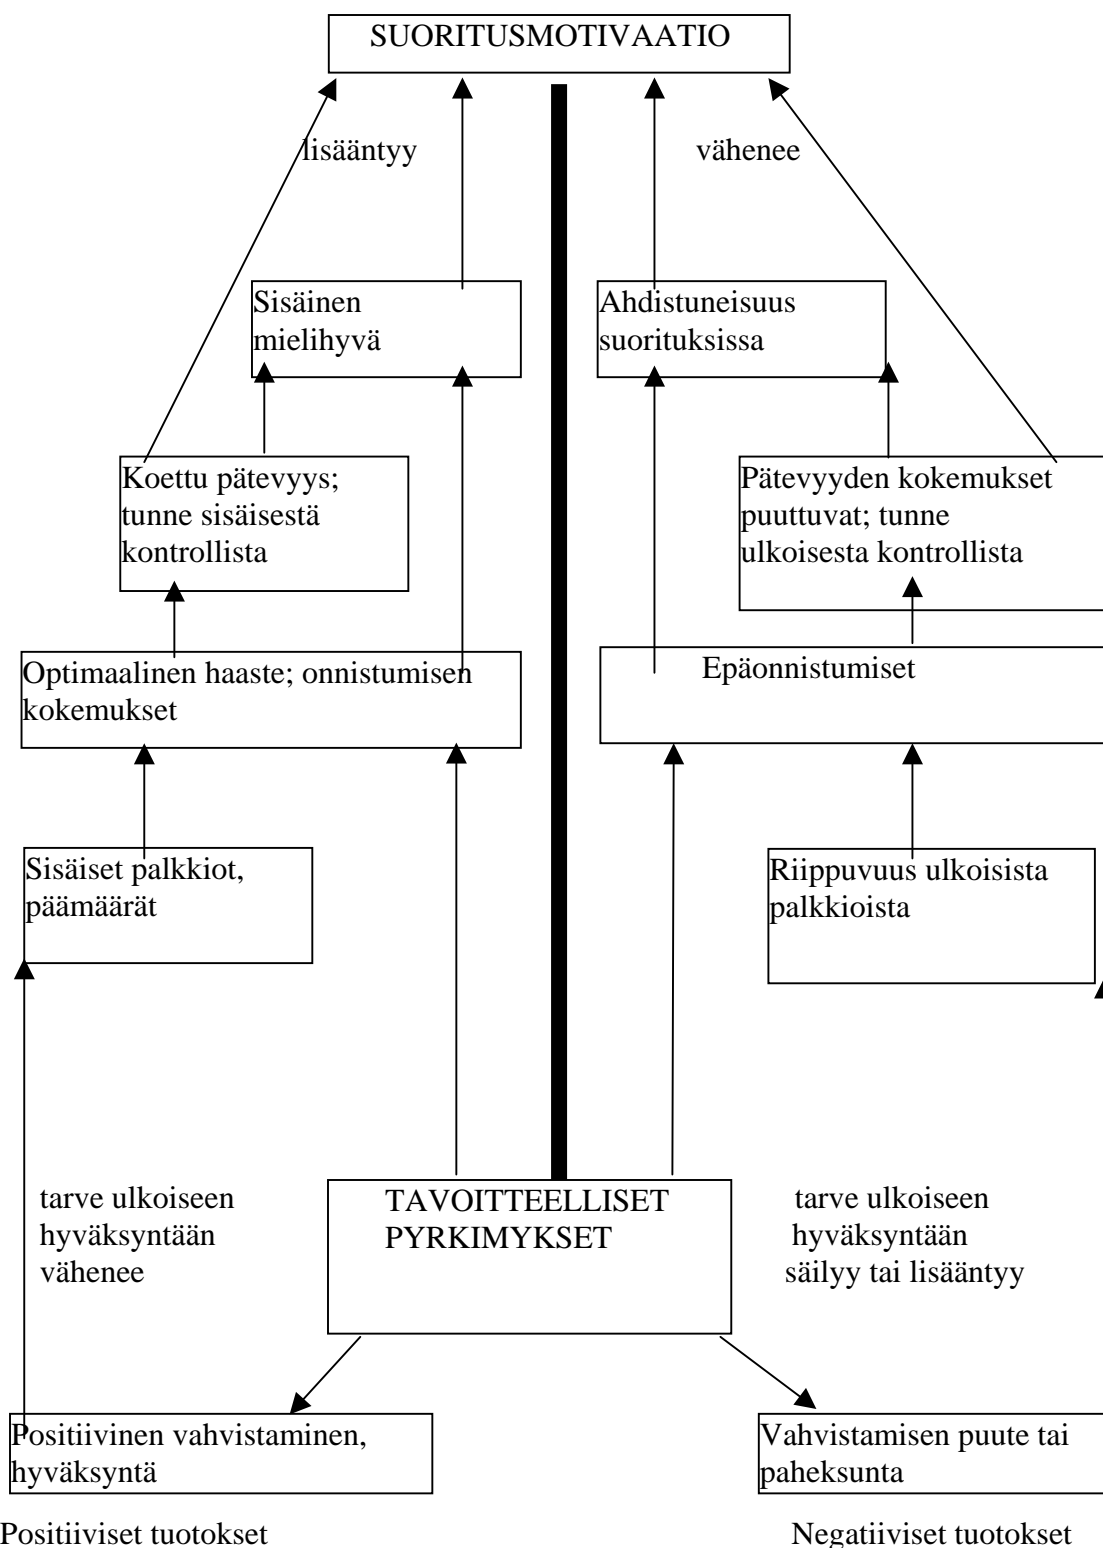 SUORITUSMOTIVAATIO
lisääntyy
vähenee
Sisäinen
mielihyvä
Ahdistuneisuus
suorituksissa
Koettu pätevyys;
tunne sisäisestä
kontrollista
Pätevyyden kokemukset
puuttuvat; tunne
ulkoisesta kontrollista
Optimaalinen haaste; onnistumisen
kokemukset
Epäonnistumiset
Sisäiset palkkiot,
päämäärät
Riippuvuus ulkoisista
palkkioista
tarve ulkoiseen
hyväksyntään
vähenee
TAVOITTEELLISET
PYRKIMYKSET
tarve ulkoiseen
hyväksyntään
säilyy tai lisääntyy
Positiivinen vahvistaminen,
hyväksyntä
Vahvistamisen puute tai
paheksunta
Positiiviset tuotokset
Negatiiviset tuotokset